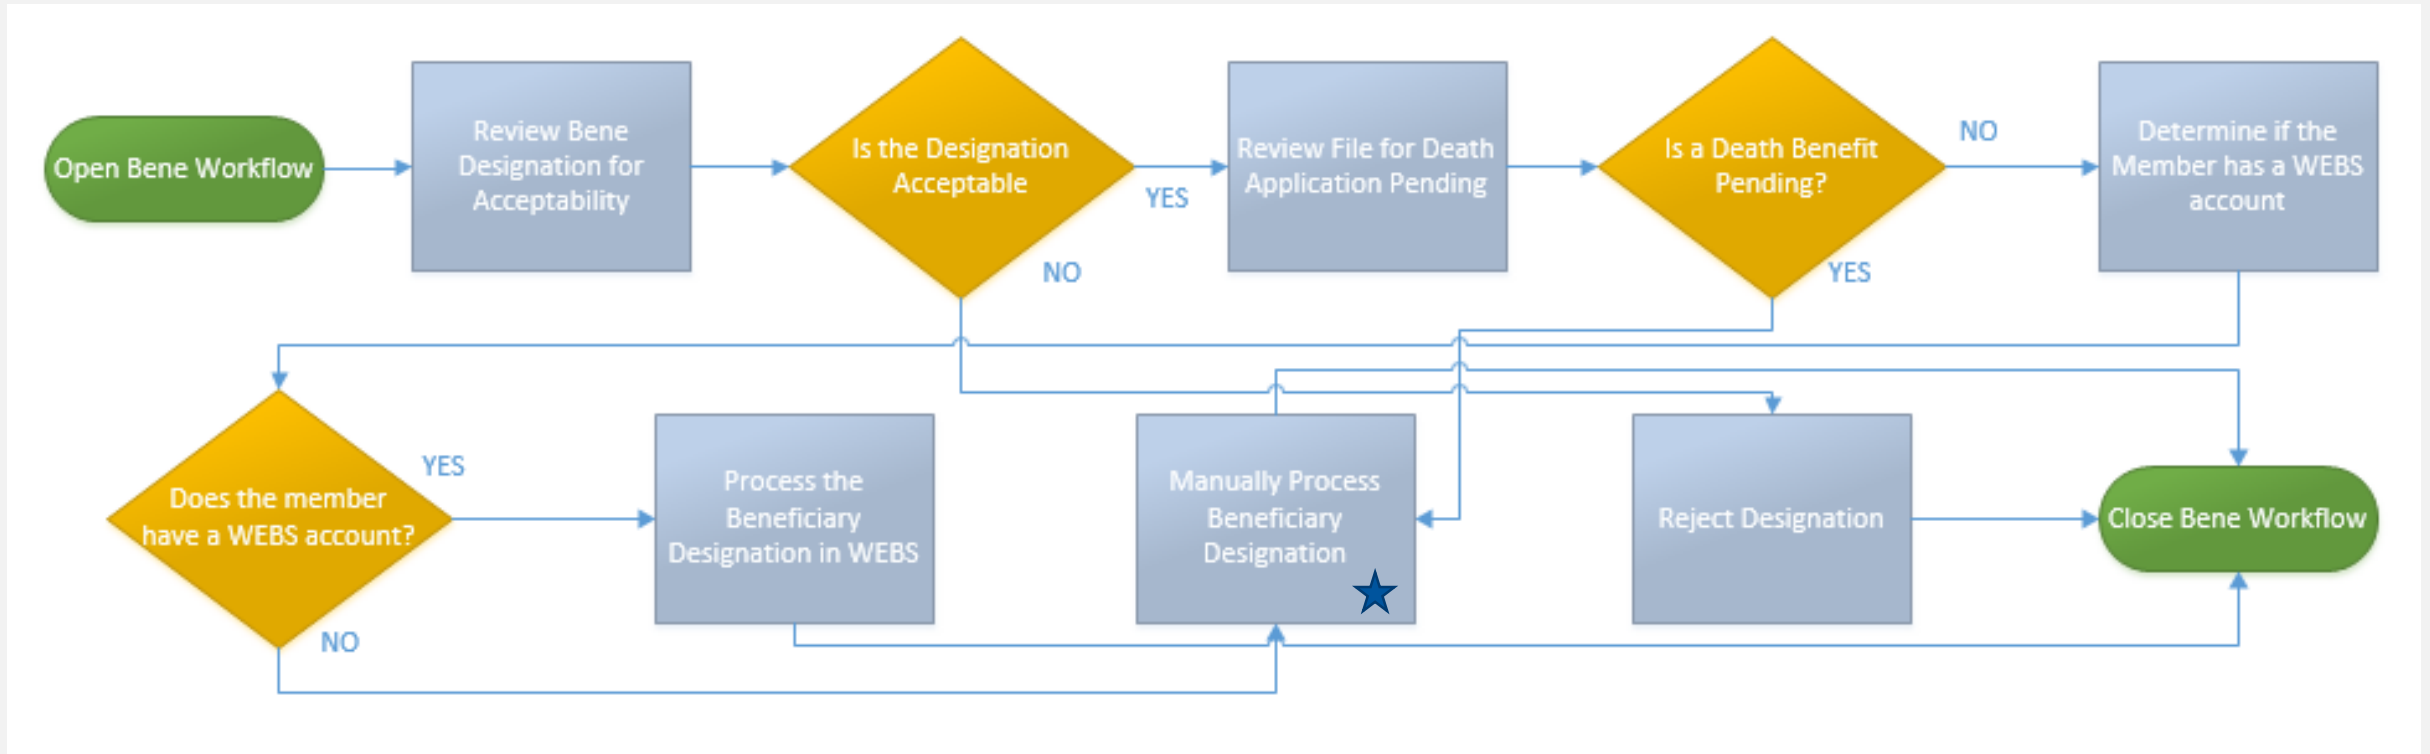 Open Bene Workflow
Review Bene
Designation for
Acceptability
Is the Designation
Acceptable
YES
NO
Review File for Death
Application Pending
Is a Death Benefit
Pending?
NO
YES
Determine if the
Member has a WEBS
account
Does the member
have a WEBS account?
YES
NO
Process the
Beneficiary
Designation in WEBS
Manually Process
Beneficiary
Designation
Reject Designation
Close Bene Workflow